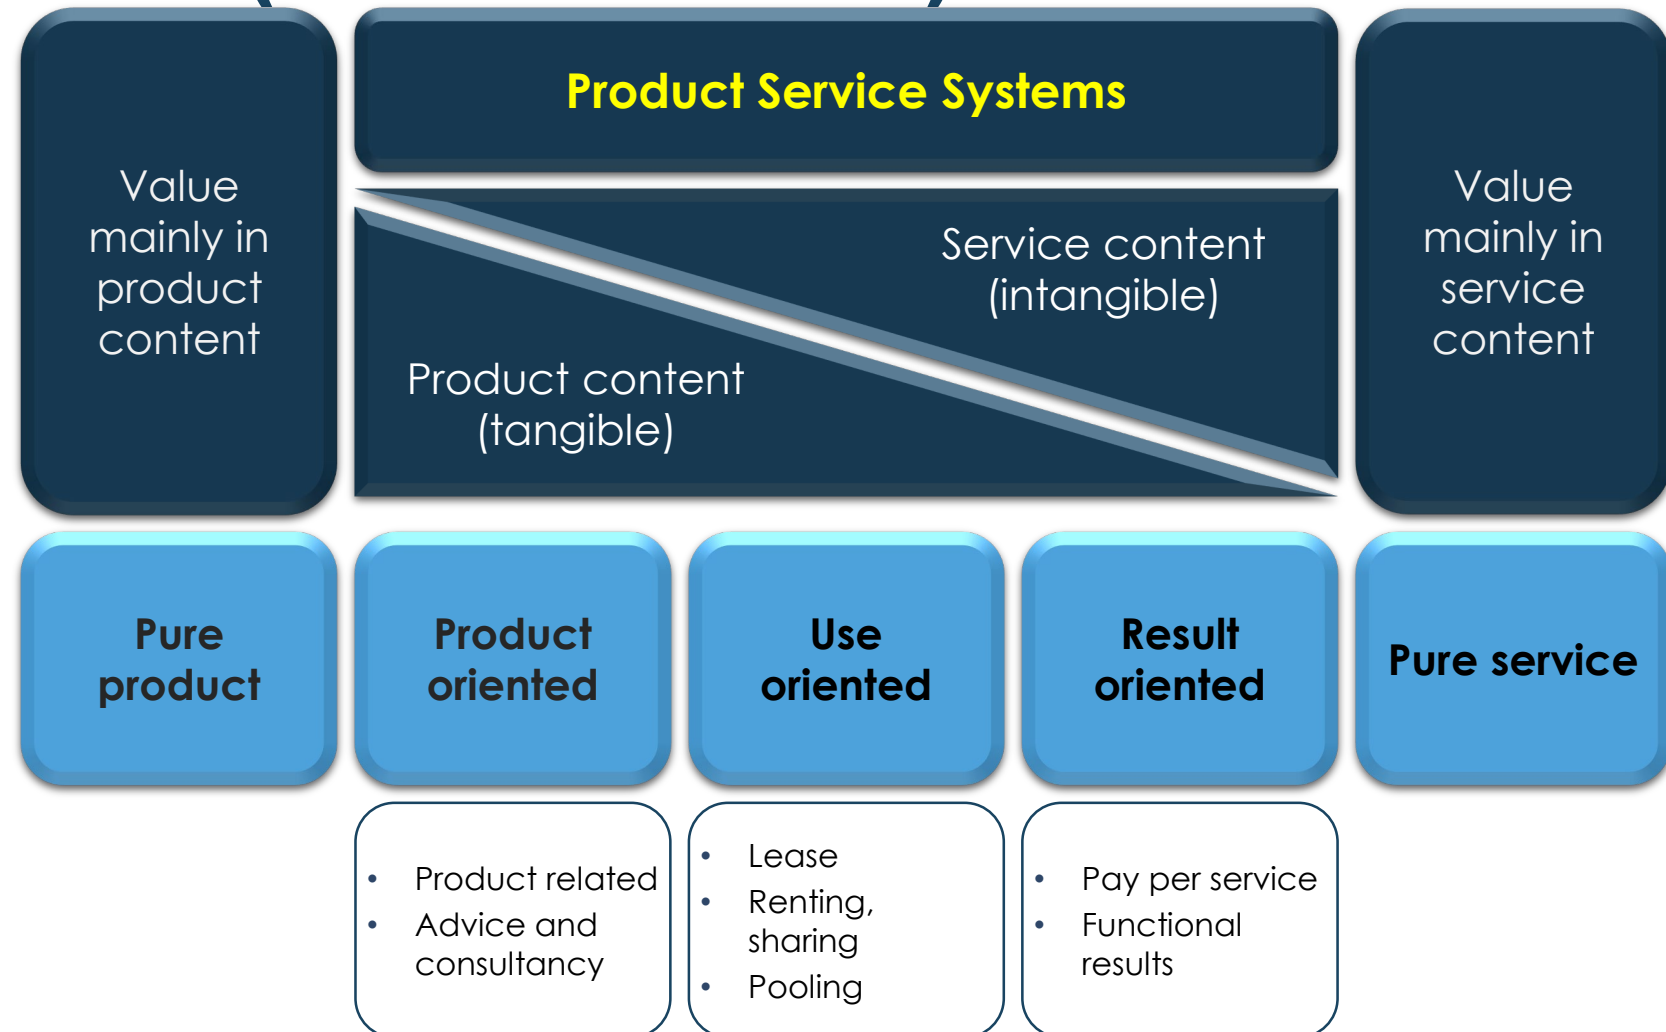 Product Service Systems
Value
mainly in
product
content
Service content
(intangible)
Product content
(tangible)
Value
mainly in
service
content
Pure
product
Product
oriented
Use
oriented
Result
oriented
Pure service
• Product related
• Advice and
consultancy
• Lease
• Renting,
sharing
• Pooling
• Pay per service
• Functional
results